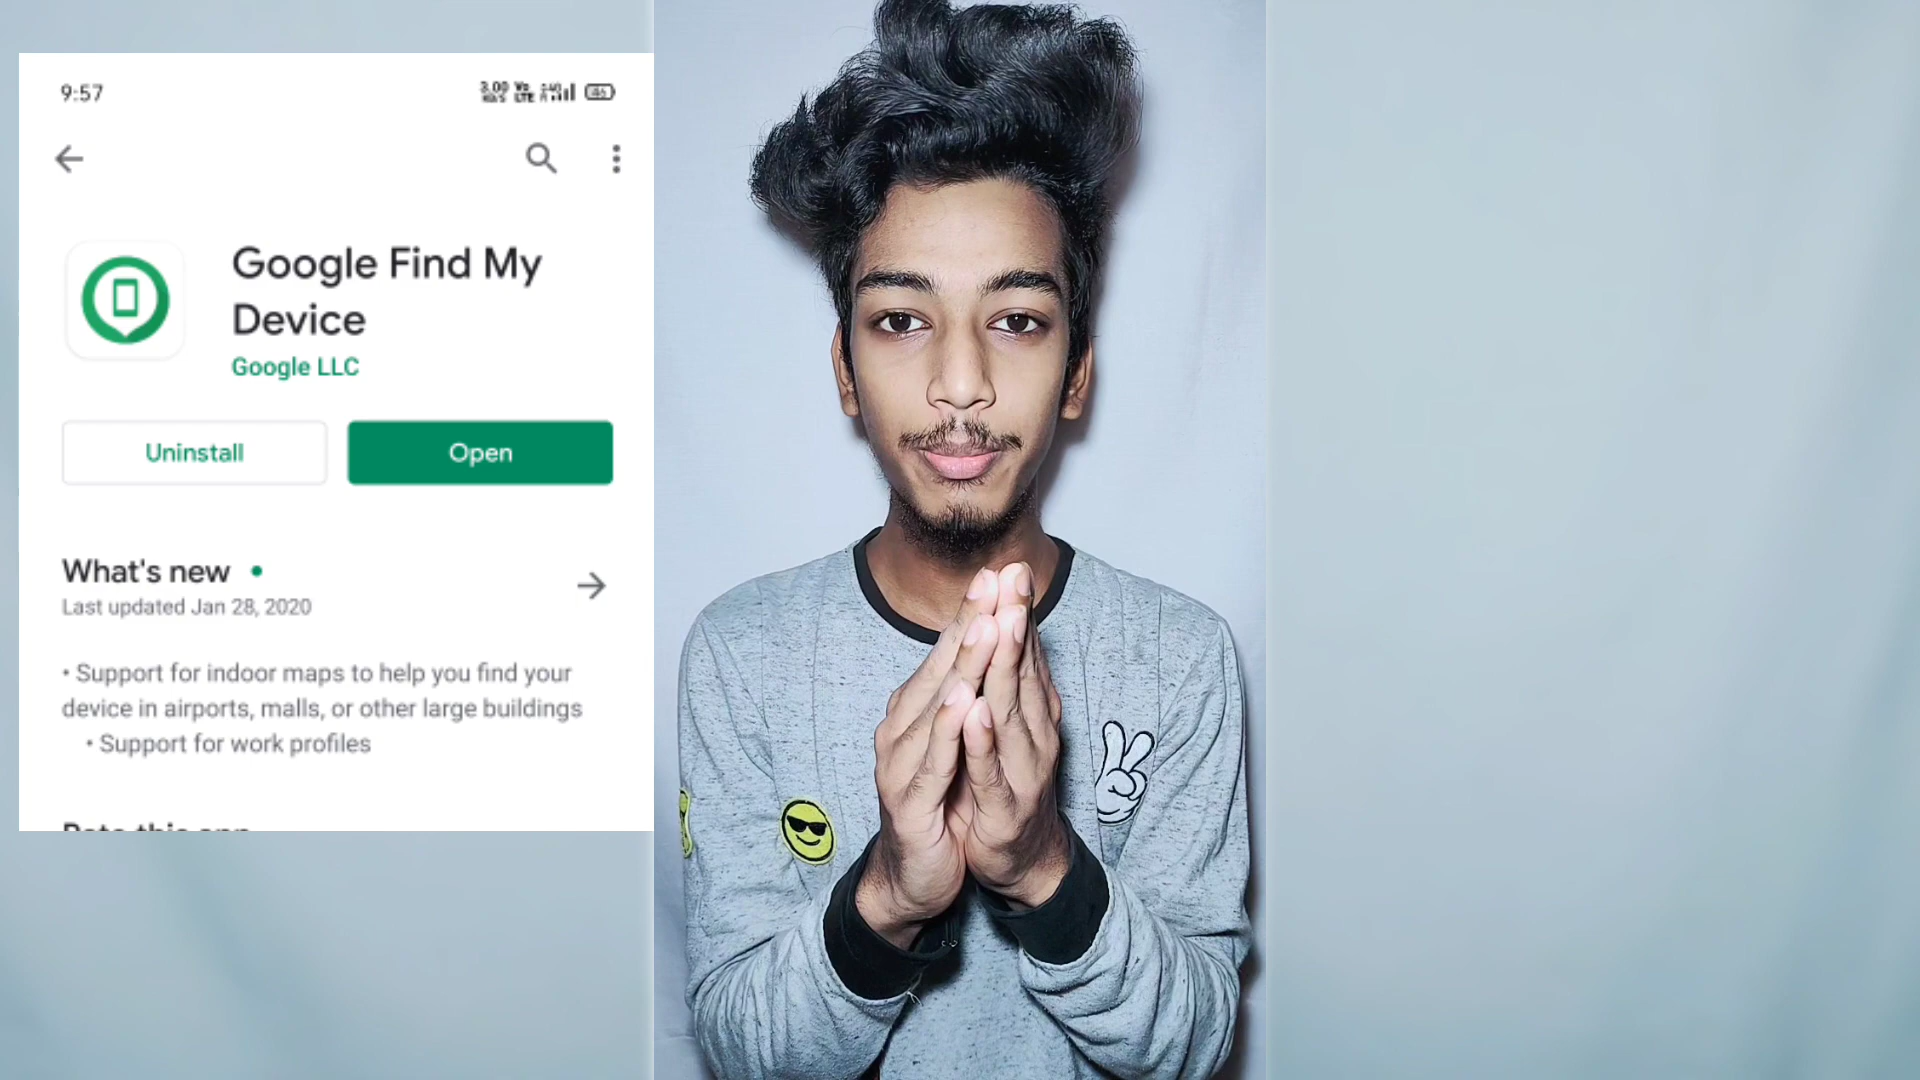 9:57
Google Find My
Device
Google LLC
Uninstall
Open
What's new
Last updated Jan 28, 2020
• Support for indoor maps to help you find your
device in airports, malls, or other large buildings
• Support for work profiles